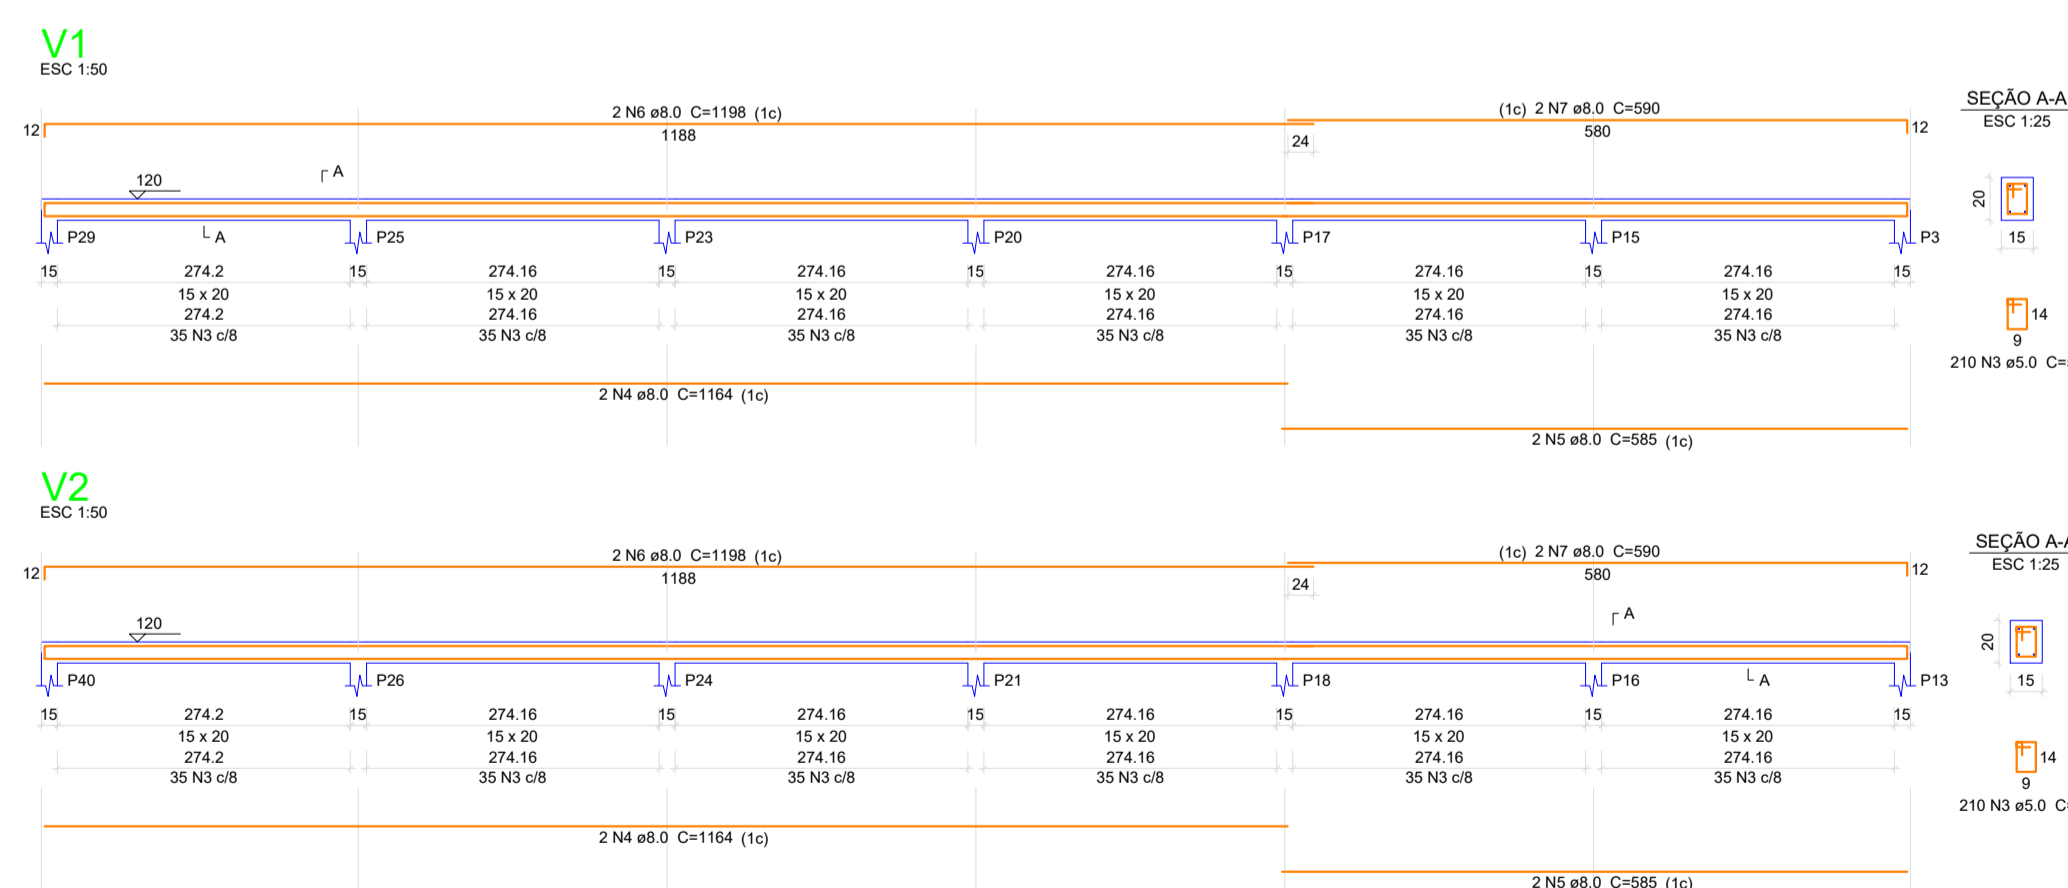 V1
ESC 1:50
2 N6 ø8.0 C=1198 (1c)
(1c) 2 N7 ø8.0 C=590
12
1188
24
580
12
SEÇÃO A-A
ESC 1:25
120
A
A
P29
P25
P23
P20
P17
P15
P3
20
15
15 274.2 15 274.16 15 274.16 15 274.16 15 274.16 15 274.16 15
15 x 20 15 x 20 15 x 20 15 x 20 15 x 20 15 x 20
274.2 274.16 274.16 274.16 274.16 274.16
35 N3 c/8 35 N3 c/8 35 N3 c/8 35 N3 c/8 35 N3 c/8 35 N3 c/8
14
9
210 N3 ø5.0 C=
2 N4 ø8.0 C=1164 (1c)
2 N5 ø8.0 C=585 (1c)
V2
ESC 1:50
2 N6 ø8.0 C=1198 (1c)
(1c) 2 N7 ø8.0 C=590
12
1188
24
580
12
SEÇÃO A-A
ESC 1:25
120
A
A
P40
P26
P24
P21
P18
P16
P13
20
15
15 274.2 15 274.16 15 274.16 15 274.16 15 274.16 15 274.16 15
15 x 20 15 x 20 15 x 20 15 x 20 15 x 20 15 x 20
274.2 274.16 274.16 274.16 274.16 274.16
35 N3 c/8 35 N3 c/8 35 N3 c/8 35 N3 c/8 35 N3 c/8 35 N3 c/8
14
9
210 N3 ø5.0 C
2 N4 ø8.0 C=1164 (1c)
2 N5 ø8.0 C=585 (1c)